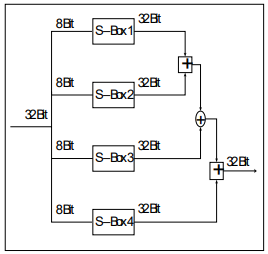 8Bit S-Box1 32Bit
+
8Bit S-Box2 32Bit
+
32Bit
8Bit S-Box3 32Bit
+ 32Bit
8Bit S-Box4 32Bit